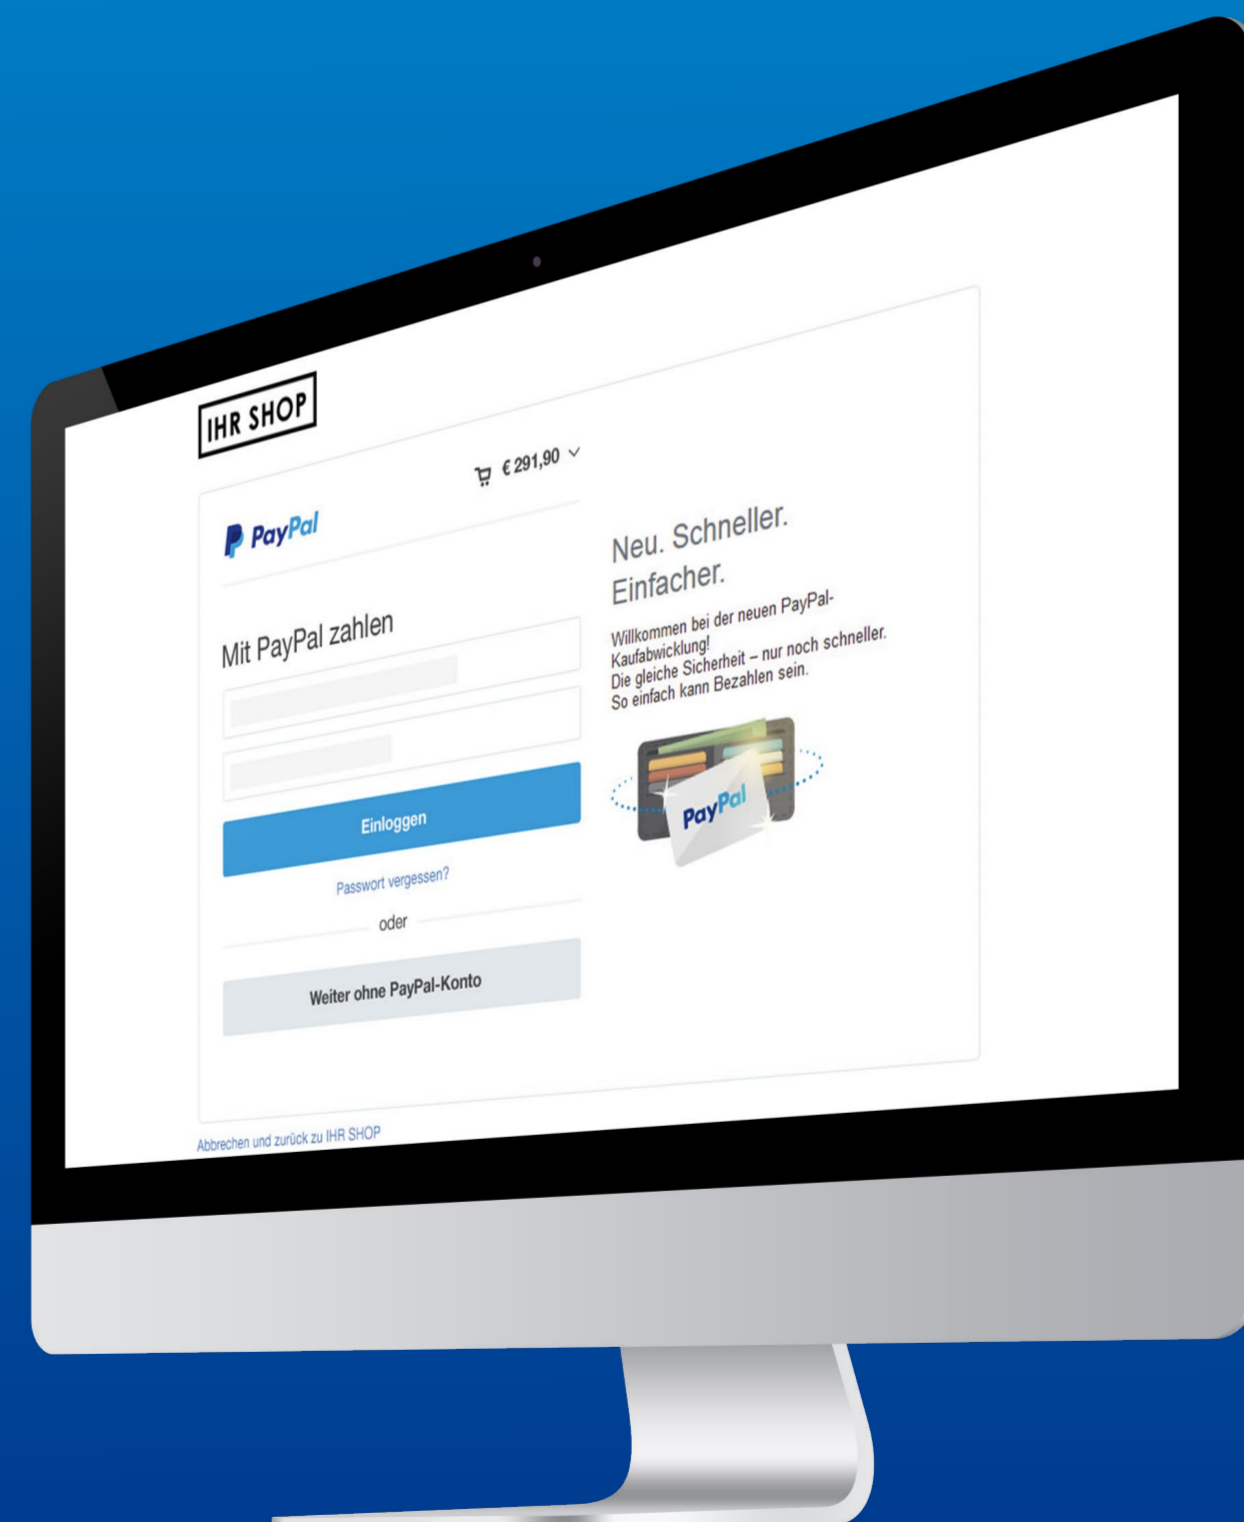 IHR SHOP
€ 291,90
PayPal
Mit PayPal zahlen
Einloggen
Passwort vergessen?
oder
Weiter ohne PayPal-Konto
Neu. Schneller.
Einfacher.
Willkommen bei der neuen PayPal-
Kaufabwicklung!
Die gleiche Sicherheit – nur noch schneller.
So einfach kann Bezahlen sein.
PayPal
Abbrechen und zurück zu IHR SHOP